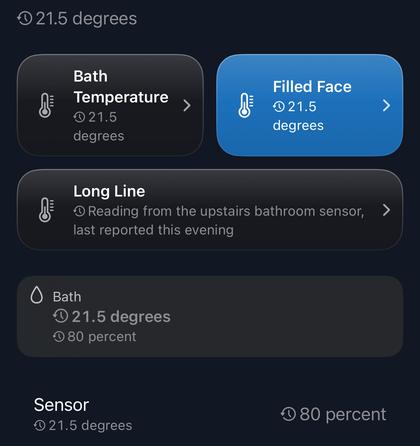 21.5 degrees
Bath
Temperature
21.5
degrees
Filled Face
21.5
degrees
Long Line
Reading from the upstairs bathroom sensor,
last reported this evening
Bath
21.5 degrees
80 percent
Sensor
21.5 degrees
80 percent